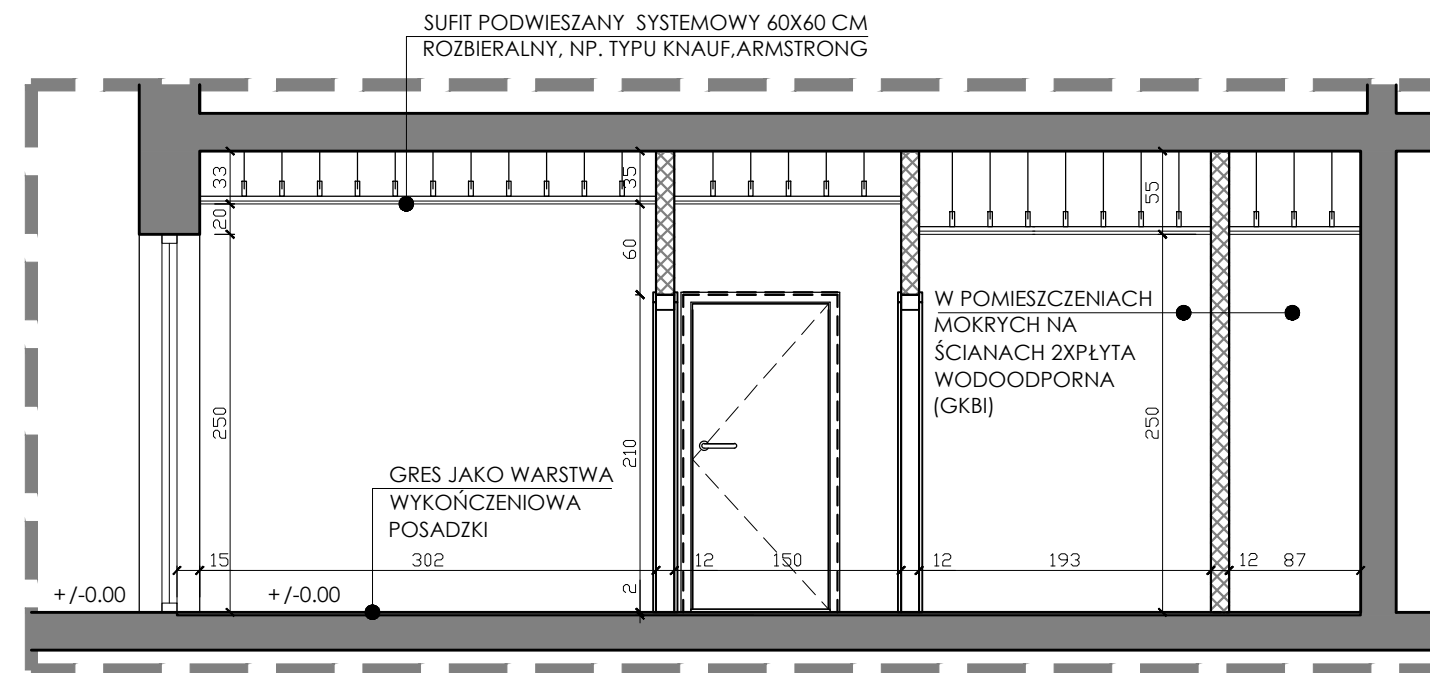 SUFIT PODWIESZANY SYSTEMOWY 60X60 CM
ROZBIERALNY, NP. TYPU KNAUF,ARMSTRONG
33
35
55
20
60
W POMIESZCZENIACH
MOKRYCH NA
ŚCIANACH 2XPŁYTA
WODOODPORNA
(GKBI)
250
210
250
GRES JAKO WARSTWA
WYKOŃCZENIOWA
POSADZKI
15
302
12
150
12
193
12
87
+/-0.00
+/-0.00
2